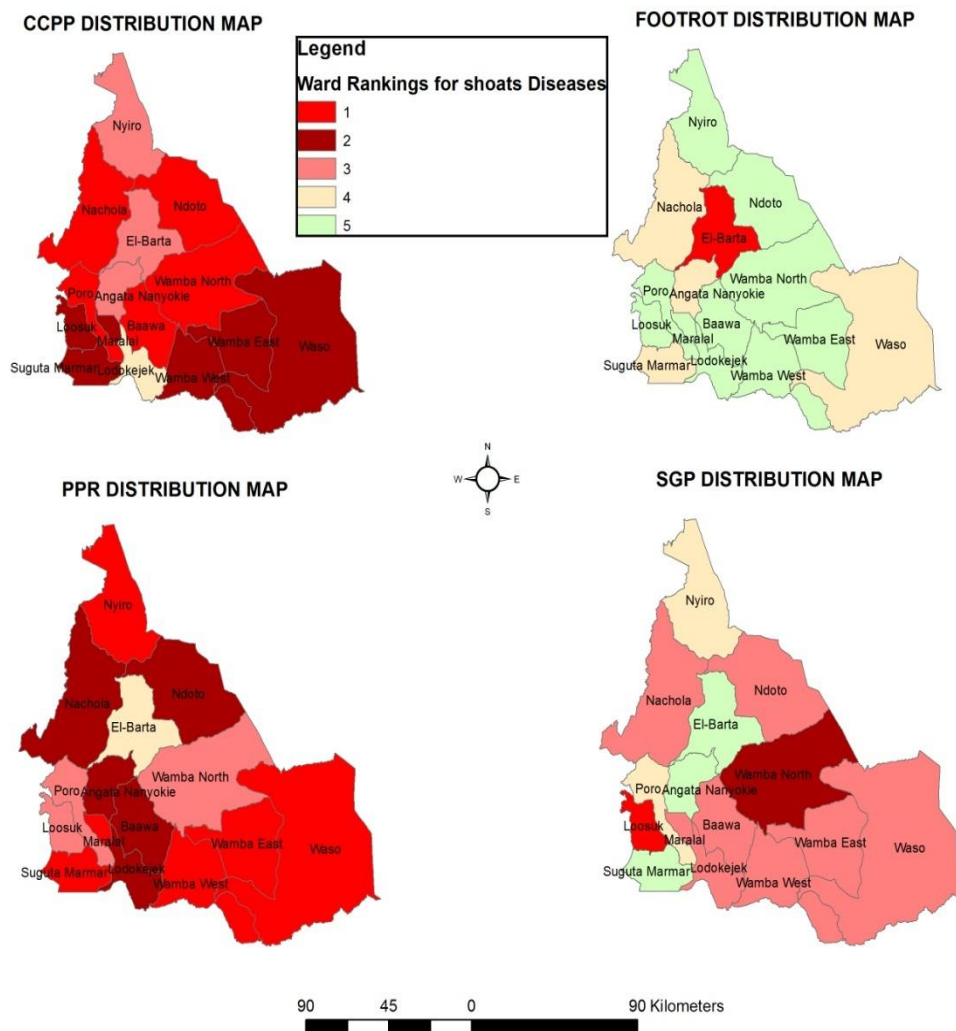 CCPP DISTRIBUTION MAP
Nyiro
Nachola
Ndoto
El-Barta
Wamba North
Poro
Angata Nanyokie
Loosuk
Baawa
Maralal
Wamba East
Waso
Suguta Marmar
Lodokejek
Wamba West
Legend
Ward Rankings for shoats Diseases
1
2
3
4
5
FOOTROT DISTRIBUTION MAP
Nyiro
Nachola
Ndoto
El-Barta
Wamba North
Poro
Angata Nanyokie
Loosuk
Baawa
Maralal
Wamba East
Waso
Suguta Marmar
Lodokejek
Wamba West
N
W
E
S
PPR DISTRIBUTION MAP
Nyiro
Nachola
Ndoto
El-Barta
Wamba North
Poro
Angata Nanyokie
Loosuk
Baawa
Maralal
Wamba East
Waso
Suguta Marmar
Lodokejek
Wamba West
SGP DISTRIBUTION MAP
Nyiro
Nachola
Ndoto
El-Barta
Wamba North
Poro
Angata Nanyokie
Loosuk
Baawa
Maralal
Wamba East
Waso
Suguta Marmar
Lodokejek
Wamba West
90 45 0 90 Kilometers